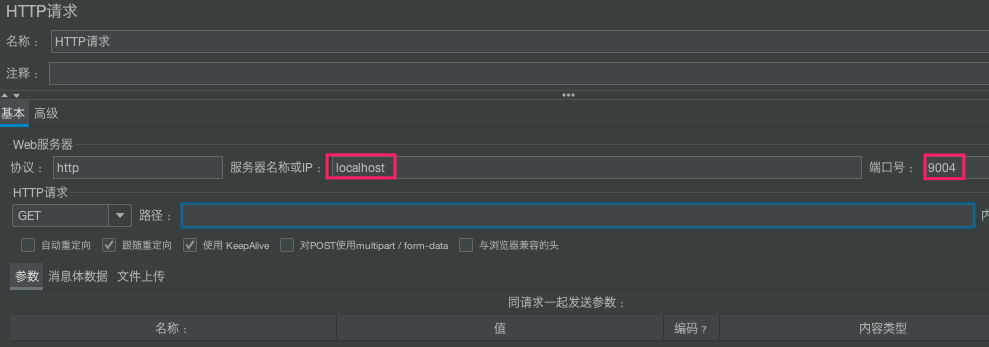 HTTP请求
名称： HTTP请求
注释：
基本 高级
Web服务器
协议： http 服务器名称或IP： localhost 端口号： 9004
HTTP请求
GET 路径：
自动重定向 跟随重定向 使用 KeepAlive 对POST使用multipart / form-data 与浏览器兼容的头
参数 消息体数据 文件上传
同请求一起发送参数：
名称： 值 编码？ 内容类型